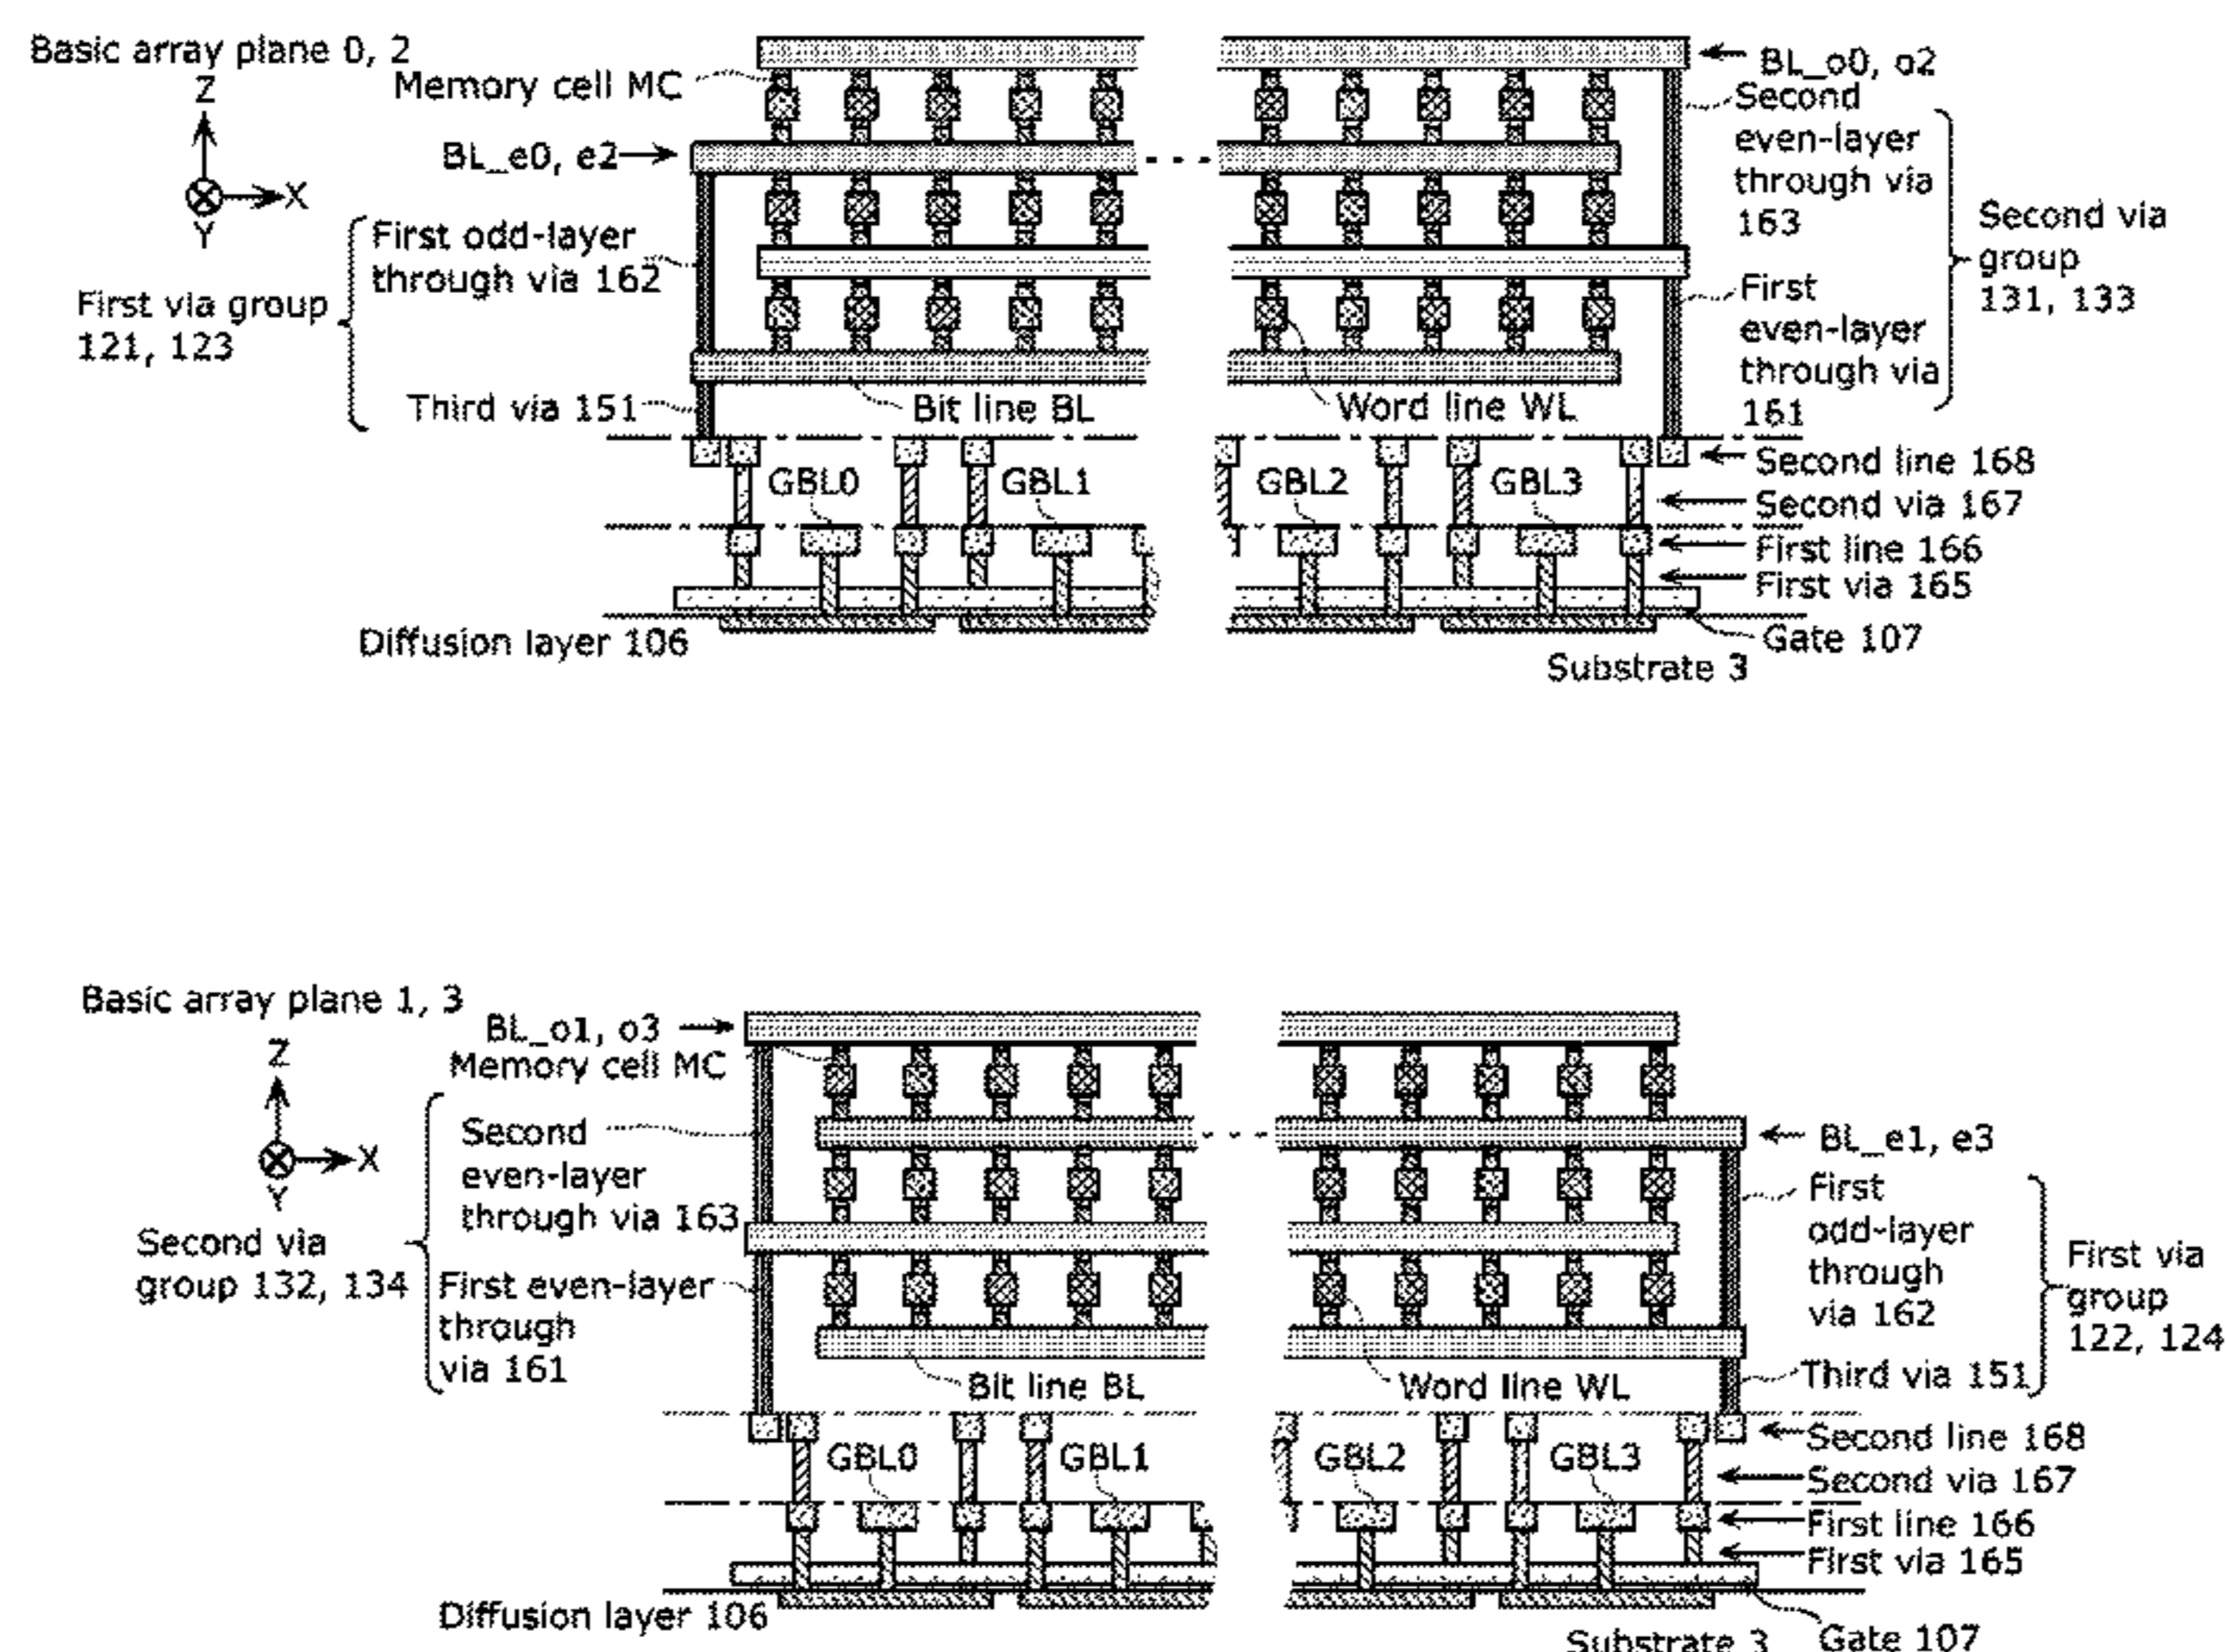 Basic array plane 0, 2
Z
X
Y
Memory cell MC
BL_o0, o2
BL_e0, e2
Second
even-layer
through via
163
Second via
group
131, 133
First odd-layer
through via 162
First via group
121, 123
First
even-layer
through via
161
Third via 151
Bit line BL
Word line WL
GBL0
GBL1
GBL2
GBL3
Second line 168
Second via 167
First line 166
First via 165
Diffusion layer 106
Gate 107
Substrate 3
Basic array plane 1, 3
Z
X
Y
BL_o1, o3
Memory cell MC
Second
even-layer
through via 163
Second via
group 132, 134
First even-layer
through
via 161
BL_e1, e3
First
odd-layer
through
via 162
First via
group
122, 124
Bit line BL
Word line WL
Third via 151
GBL0
GBL1
GBL2
GBL3
Second line 168
Second via 167
First line 166
First via 165
Diffusion layer 106
Substrate 3
Gate 107